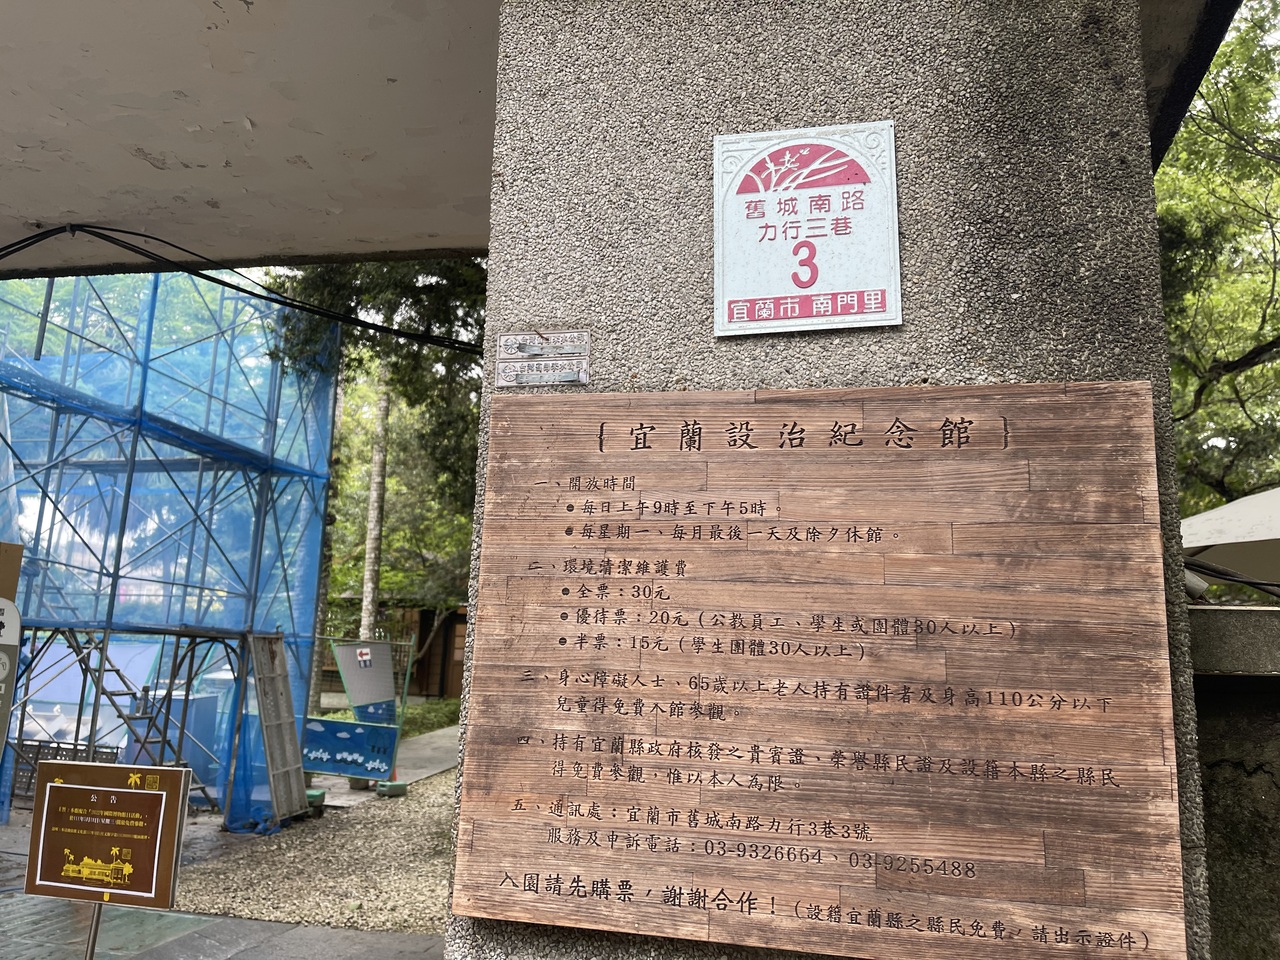 舊城南路
力行三巷
3
宜蘭市 南門里
{宜蘭設治紀念館}
一、開放時間
●每日上午9時至下午5時。
●每星期一、每月最後一天及除夕休館。
二、環境清潔維護費
●全票：30元
●優待票：20元（公教員工、學生或團體30人以上）
●半票：15元（學生團體30人以上）
三、身心障礙人士、65歲以上老人持有證件者及身高110公分以下
兒童得免費入館參觀。
四、持有宜蘭縣政府核發之貴賓證、榮譽縣民證及設籍本縣之縣民
得免費參觀，惟以本人為限。
五、通訊處：宜蘭市舊城南路力行3巷3號
服務及申訴電話：03-9326664、03-9255488
入園請先購票，謝謝合作！（設籍宜蘭縣之縣民免費，請出示證件）
公告